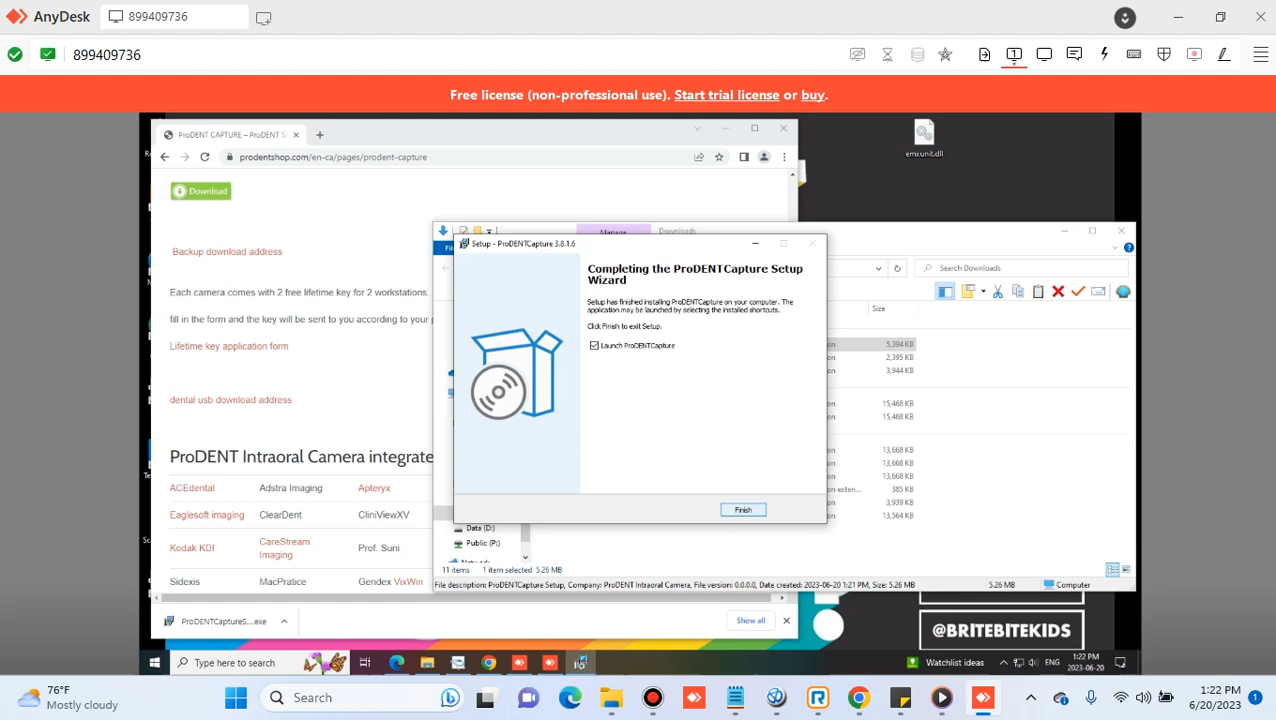 AnyDesk
899409736
899409736
Free license (non-professional use). Start trial license or buy.
ProDENT CAPTURE – ProDENT S
prodentshop.com/en-ca/pages/prodent-capture
emxunit.dll
Download
Backup download address
Each camera comes with 2 free lifetime key for 2 workstations.
fill in the form and the key will be sent to you according to your
Lifetime key application form
dental usb download address
ProDENT Intraoral Camera integrate
ACEdental Adstra Imaging Apteryx
Eaglesoft imaging ClearDent CliniViewXV
Kodak KDI CareStream Imaging Prof. Suni
Sidexis MacPratice Gendex VixWin
Manage Downloads
Search Downloads
Size
5,394 KB
2,395 KB
3,944 KB
15,468 KB
15,468 KB
13,668 KB
13,668 KB
13,668 KB
385 KB
3,939 KB
13,564 KB
Setup - ProDENTCapture 3.8.1.6
Completing the ProDENTCapture Setup
Wizard
Setup has finished installing ProDENTCapture on your computer. The
application may be launched by selecting the installed shortcuts.
Click Finish to exit Setup.
Launch ProDENTCapture
Finish
Data (D:)
Public (P:)
11 items 1 item selected 5.26 MB
File description: ProDENTCapture Setup, Company: ProDENT Intraoral Camera, File version: 0.0.0.0, Date created: 2023-06-20 1:21 PM, Size: 5.26 MB
5.26 MB
Computer
ProDENTCaptureS....exe
Show all
@BRITEBITEKIDS
Type here to search
Watchlist ideas
ENG
1:22 PM
2023-06-20
76°F
Mostly cloudy
Search
1:22 PM
6/20/2023
1